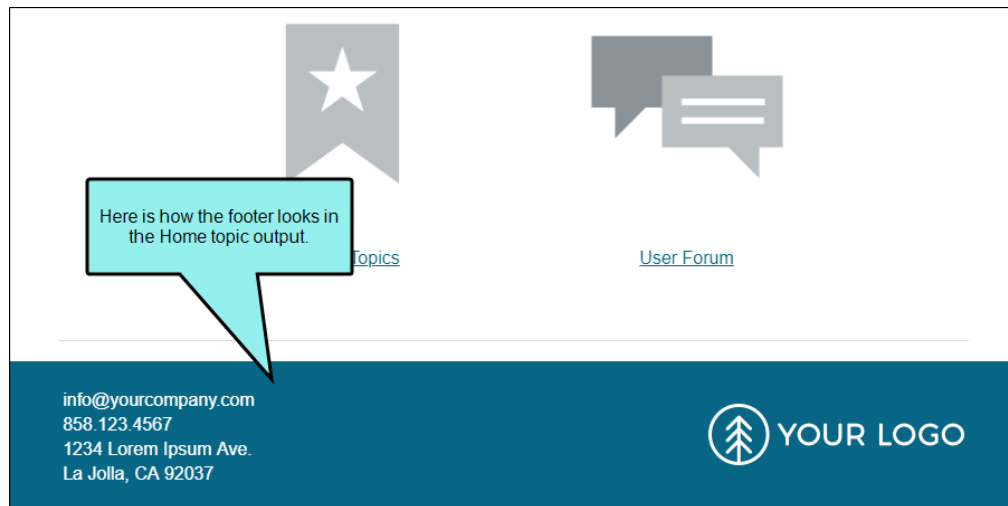 Here is how the footer looks in
the Home topic output.
Topics
User Forum
info@yourcompany.com
858.123.4567
1234 Lorem Ipsum Ave.
La Jolla, CA 92037
YOUR LOGO